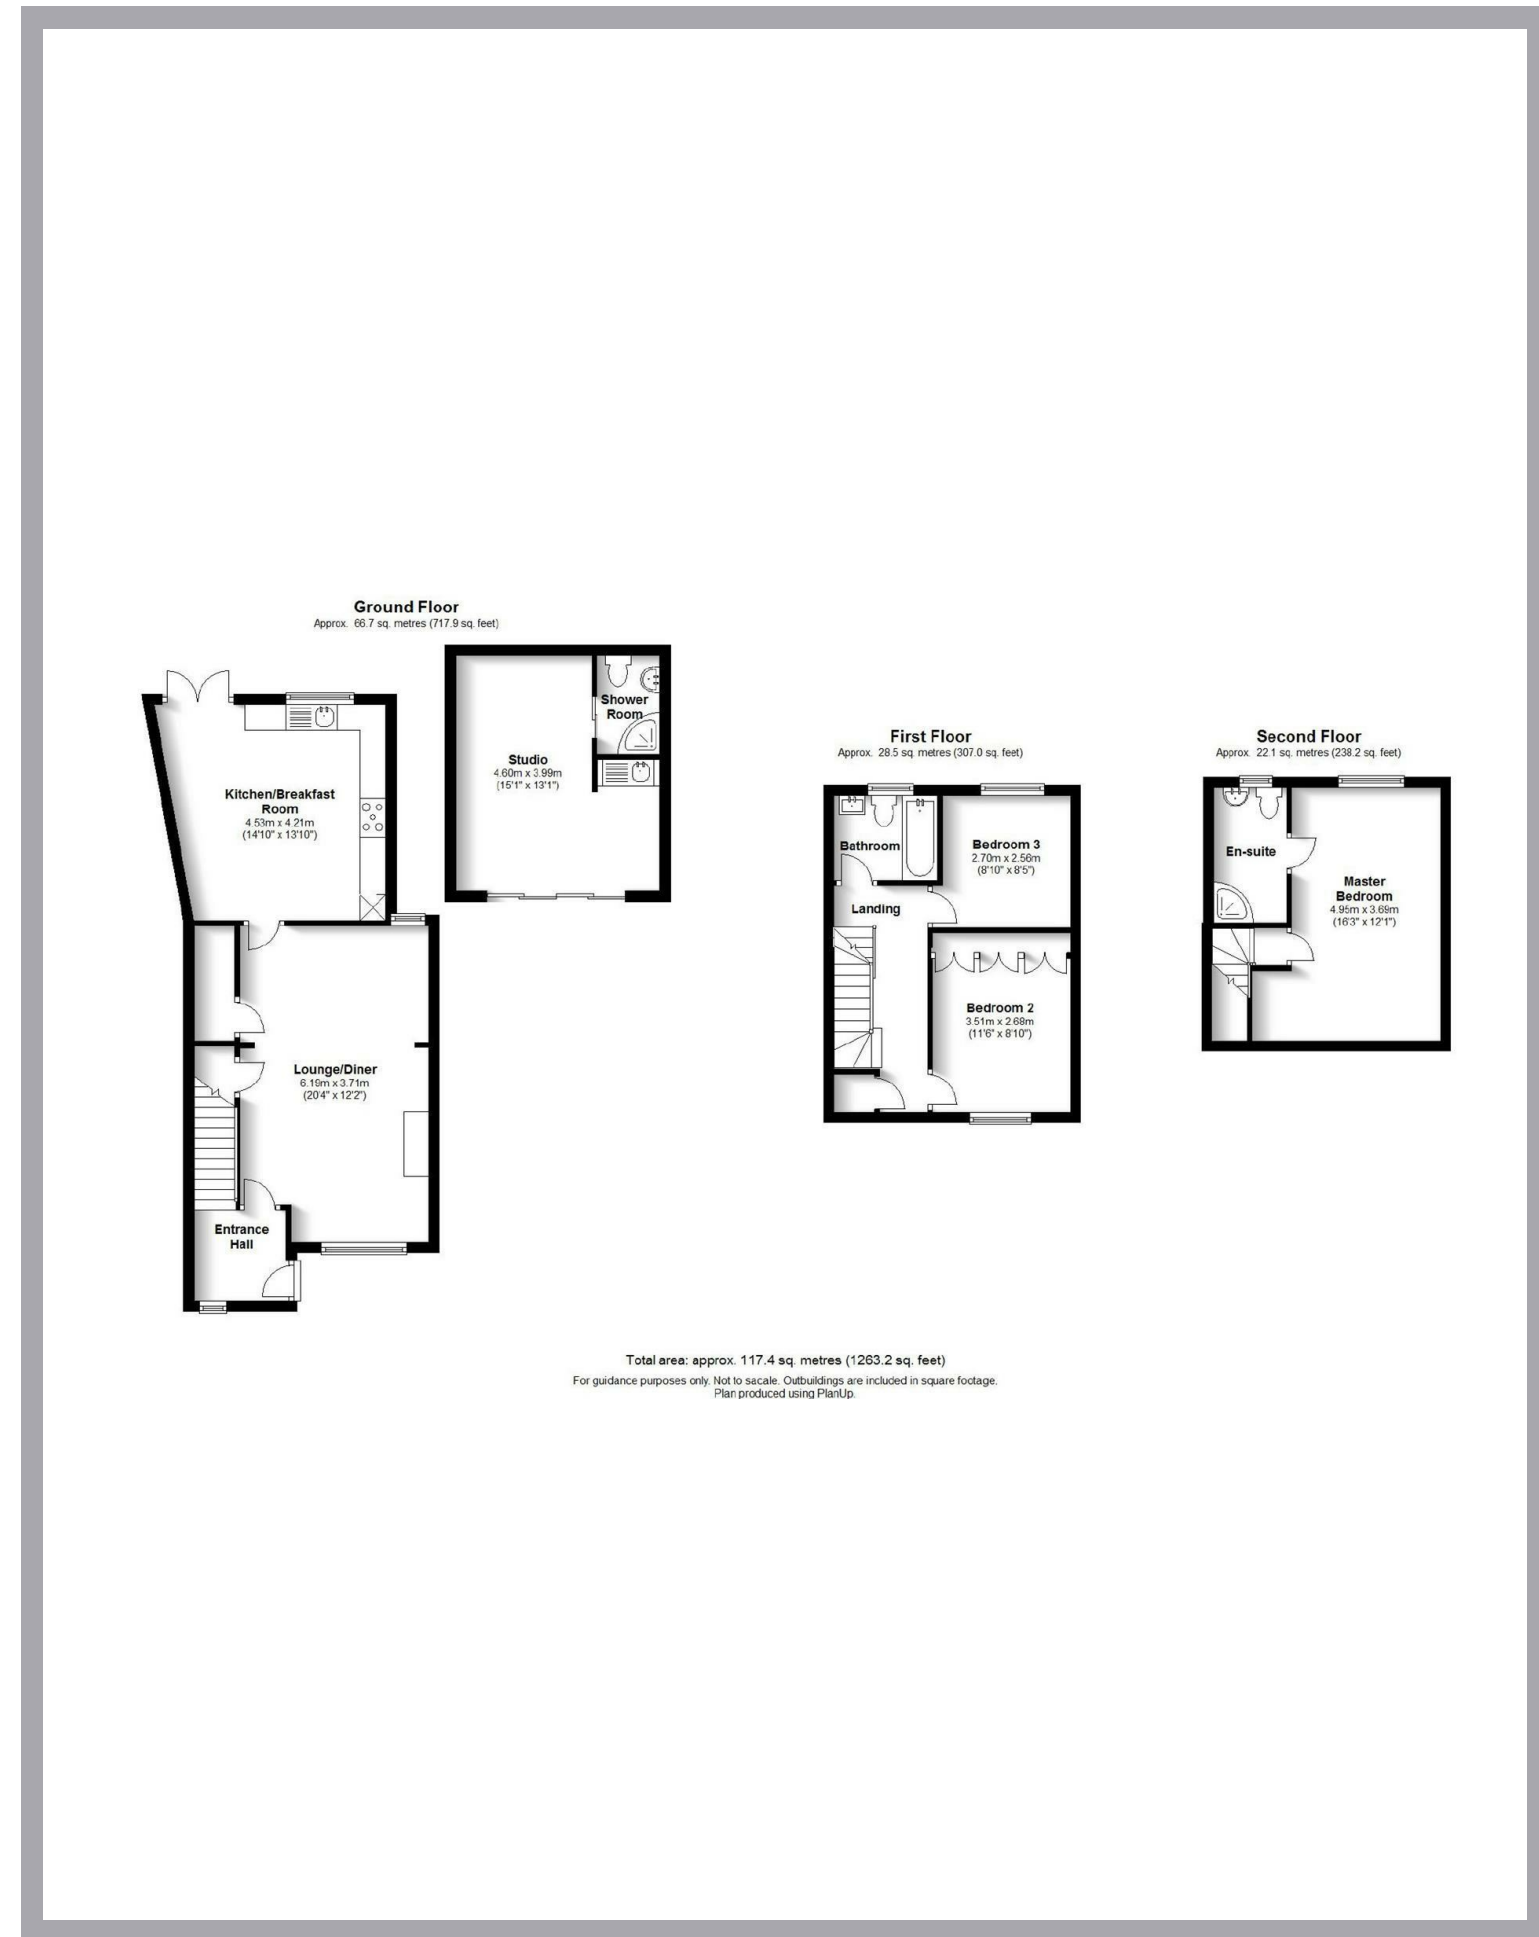 Ground Floor
Approx. 66.7 sq. metres (717.9 sq. feet)
Shower
Room
Studio
4.60m x 3.99m
(15'1" x 13'1")
Kitchen/Breakfast
Room
4.53m x 4.21m
(14'10" x 13'10")
Lounge/Diner
6.19m x 3.71m
(20'4" x 12'2")
Entrance
Hall
First Floor
Approx. 28.5 sq. metres (307.0 sq. feet)
Bathroom
Bedroom 3
2.70m x 2.56m
(8'10" x 8'5")
Landing
Bedroom 2
3.51m x 2.68m
(11'6" x 8'10")
Second Floor
Approx. 22.1 sq. metres (238.2 sq. feet)
En-suite
Master
Bedroom
4.95m x 3.69m
(16'3" x 12'1")
Total area: approx. 117.4 sq. metres (1263.2 sq. feet)
For guidance purposes only. Not to sacale. Outbuildings are included in square footage.
Plan produced using PlanUp.